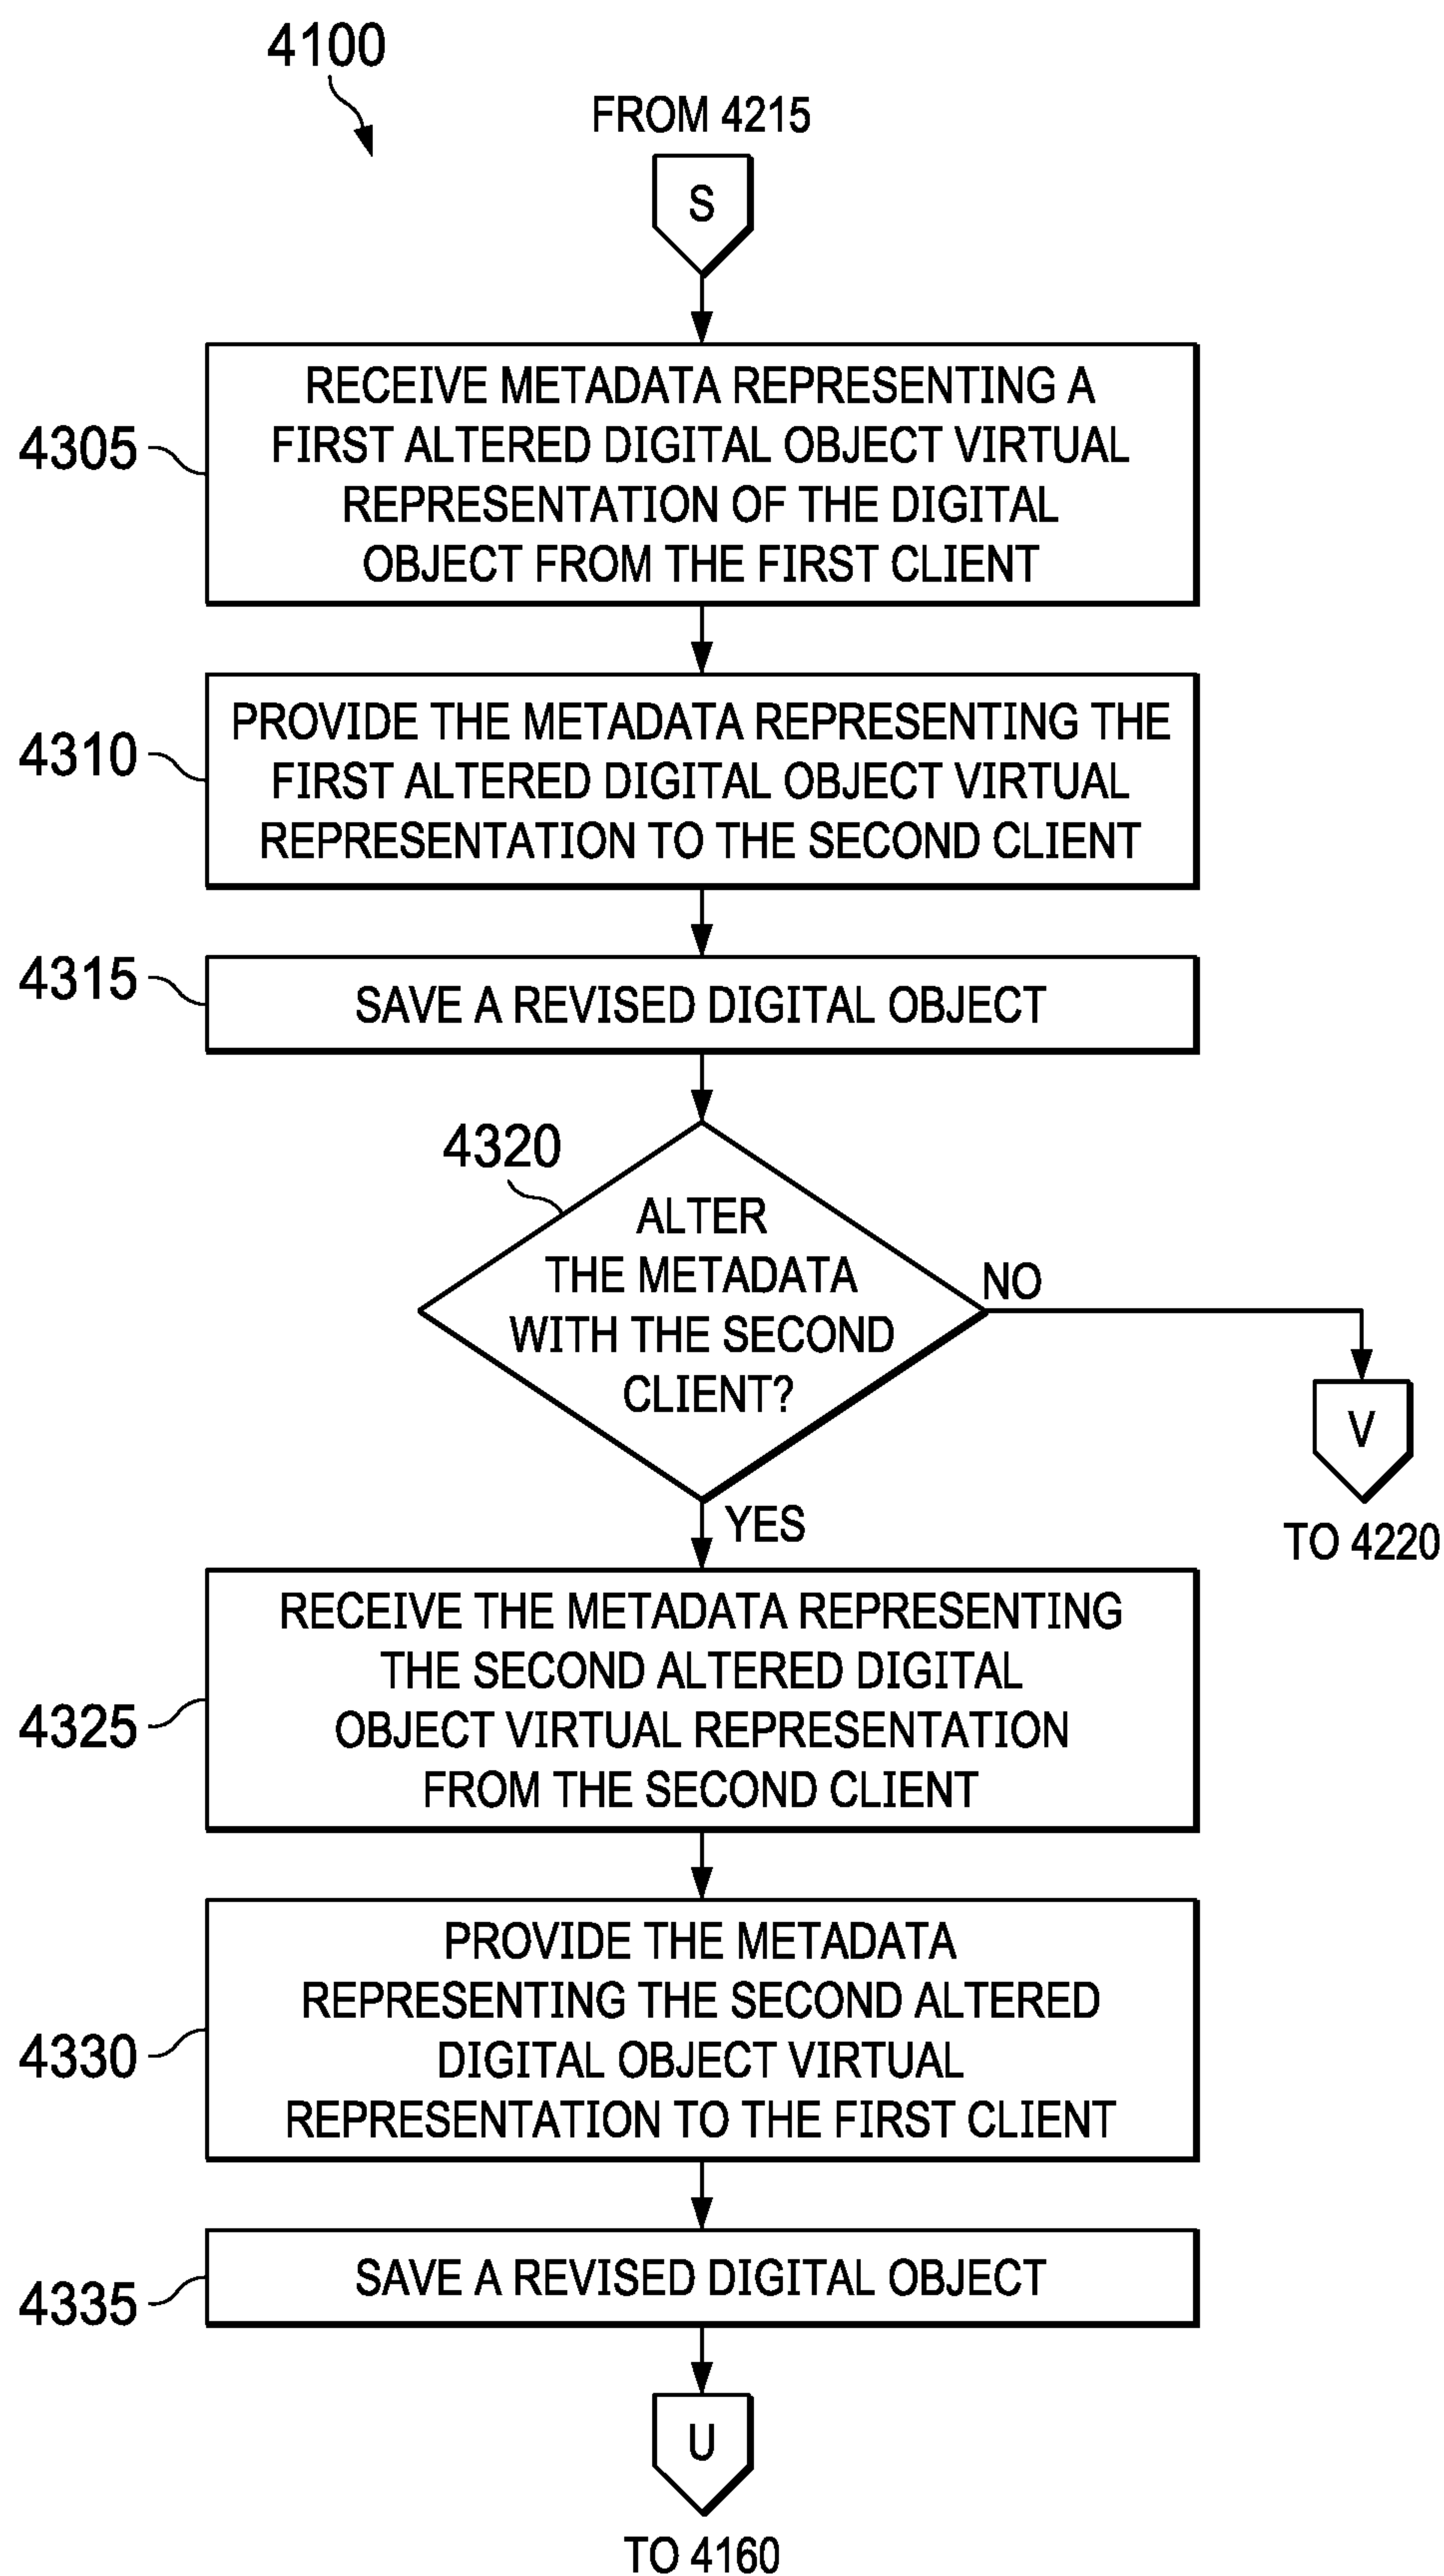 4100
FROM 4215
S
4305
RECEIVE METADATA REPRESENTING A
FIRST ALTERED DIGITAL OBJECT VIRTUAL
REPRESENTATION OF THE DIGITAL
OBJECT FROM THE FIRST CLIENT
4310
PROVIDE THE METADATA REPRESENTING THE
FIRST ALTERED DIGITAL OBJECT VIRTUAL
REPRESENTATION TO THE SECOND CLIENT
4315
SAVE A REVISED DIGITAL OBJECT
4320
ALTER
THE METADATA
WITH THE SECOND
CLIENT?
NO
V
TO 4220
YES
4325
RECEIVE THE METADATA REPRESENTING
THE SECOND ALTERED DIGITAL
OBJECT VIRTUAL REPRESENTATION
FROM THE SECOND CLIENT
4330
PROVIDE THE METADATA
REPRESENTING THE SECOND ALTERED
DIGITAL OBJECT VIRTUAL
REPRESENTATION TO THE FIRST CLIENT
4335
SAVE A REVISED DIGITAL OBJECT
U
TO 4160